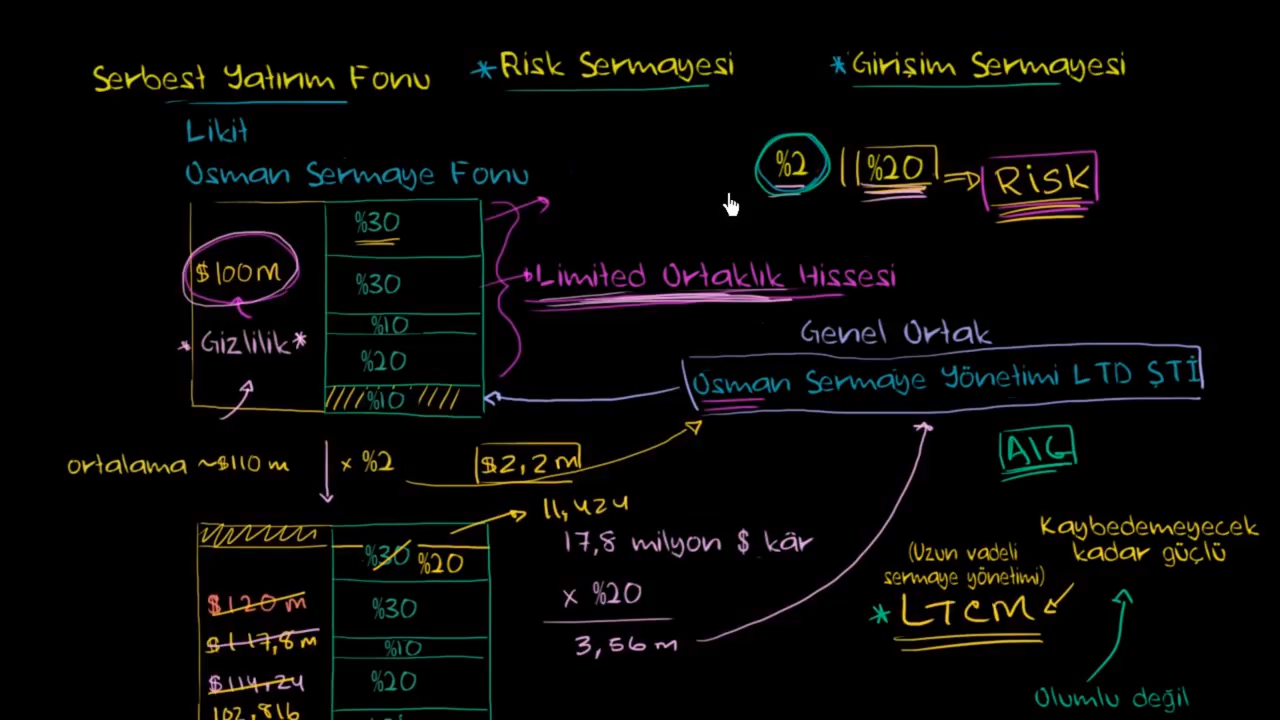 Serbest Yatırım Fonu
*Risk Sermayesi
*Girişim Sermayesi
Likit
Osman Sermaye Fonu
%2 || %20 => Risk
$100m
*Gizlilik*
%30
%30
%10
%20
%10
Limited Ortaklık Hissesi
Genel Ortak
Osman Sermaye Yönetimi LTD ŞTİ
ortalama ~$110m
x %2
$2,2m
AIG
%30 %20
%30
%10
%20
11,424
$120m
$117,8m
$114,24
102,816
17,8 milyon $ kâr
x %20
3,56m
Kaybedemeyecek
kadar güçlü
(Uzun vadeli
sermaye yönetimi)
*LTCM
Olumlu değil